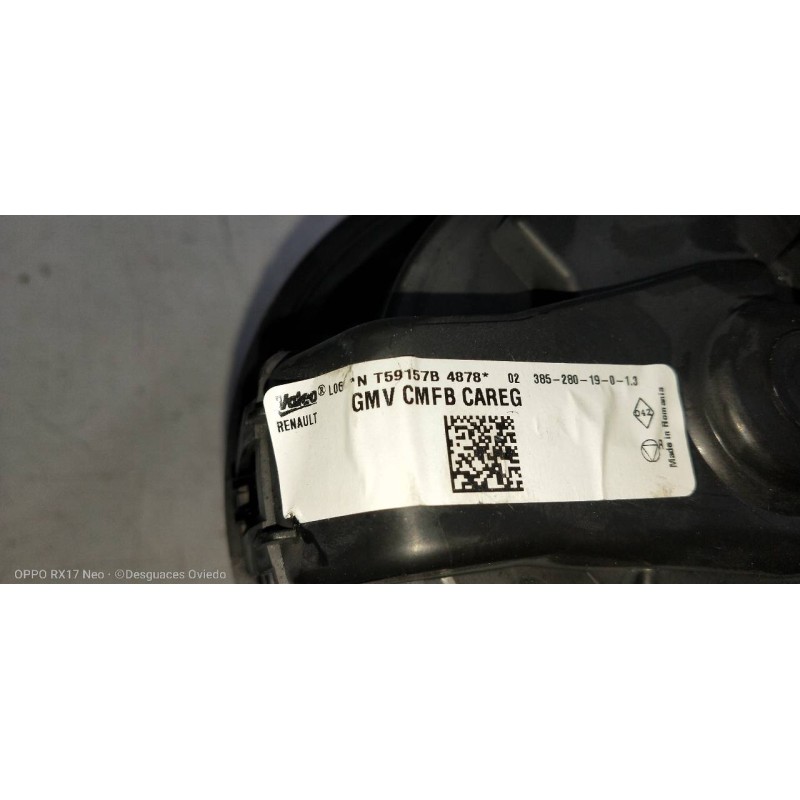 Valeo® L06 *N T59157B 4878* 02 385-280-19-0-1.3
RENAULT GMV CMFB CAREG
D42
Made in Romania
OPPO RX17 Neo · ©Desguaces Oviedo